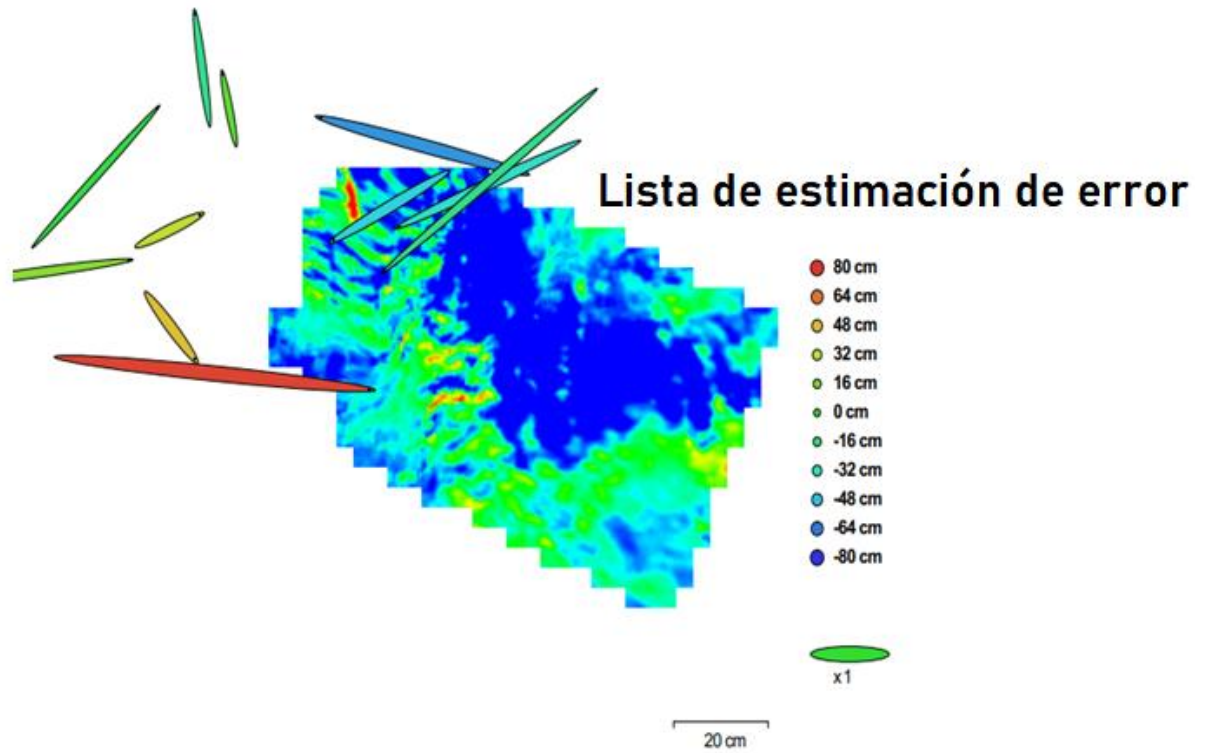 Lista de estimación de error
80 cm
64 cm
48 cm
32 cm
16 cm
0 cm
-16 cm
-32 cm
-48 cm
-64 cm
-80 cm
x 1
20 cm